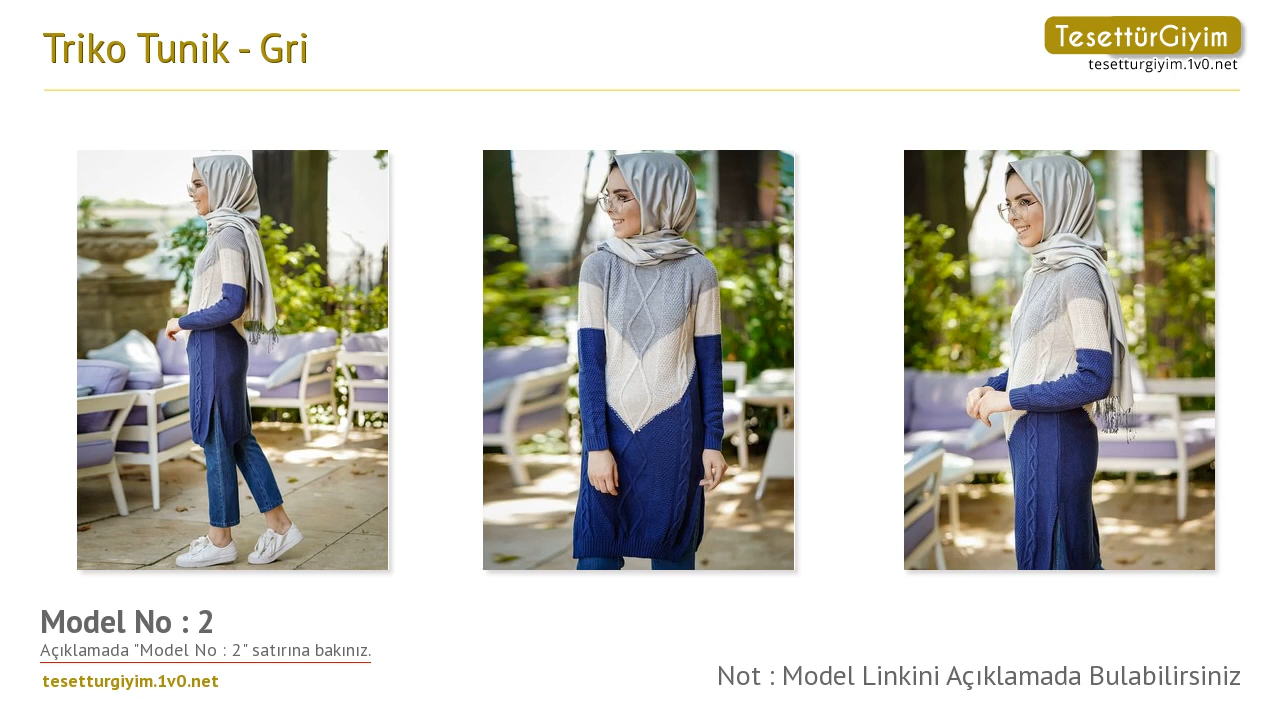 Triko Tunik - Gri
TesettürGiyim
tesetturgiyim.1v0.net
Model No : 2
Açıklamada "Model No : 2" satırına bakınız.
tesetturgiyim.1v0.net
Not : Model Linkini Açıklamada Bulabilirsiniz